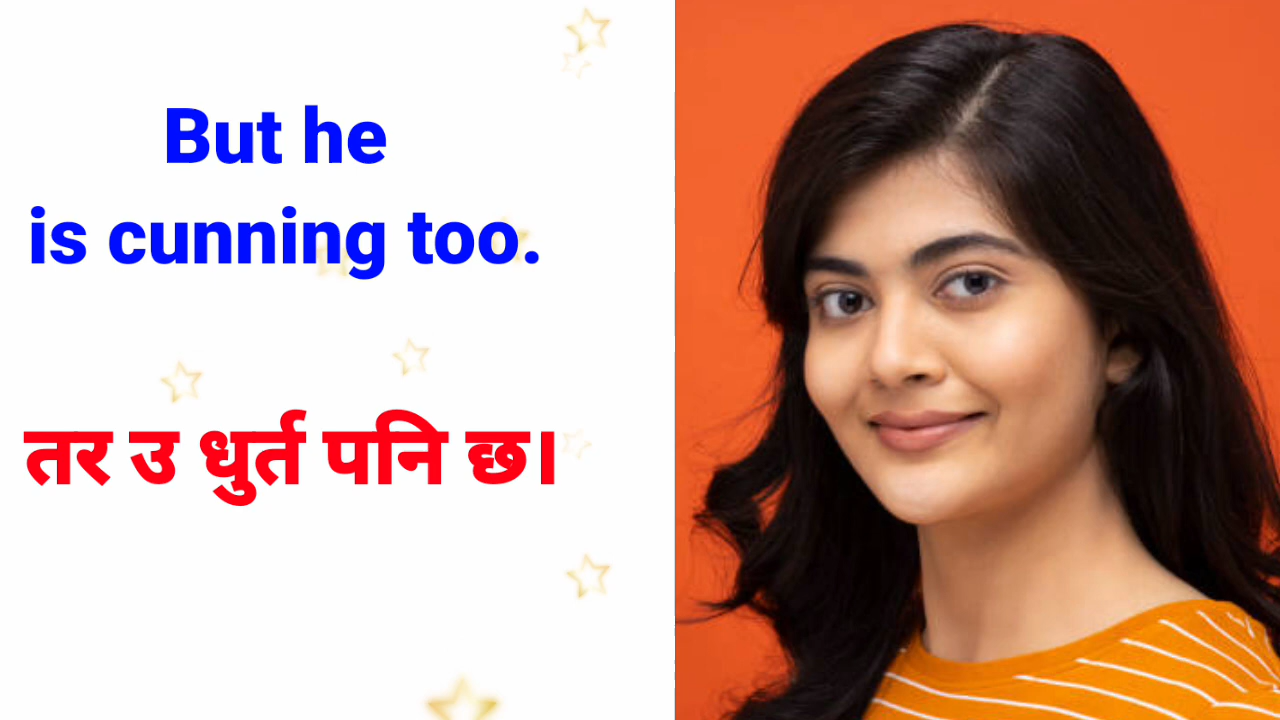 But he
is cunning too.
तर उ धुर्त पनि छ।